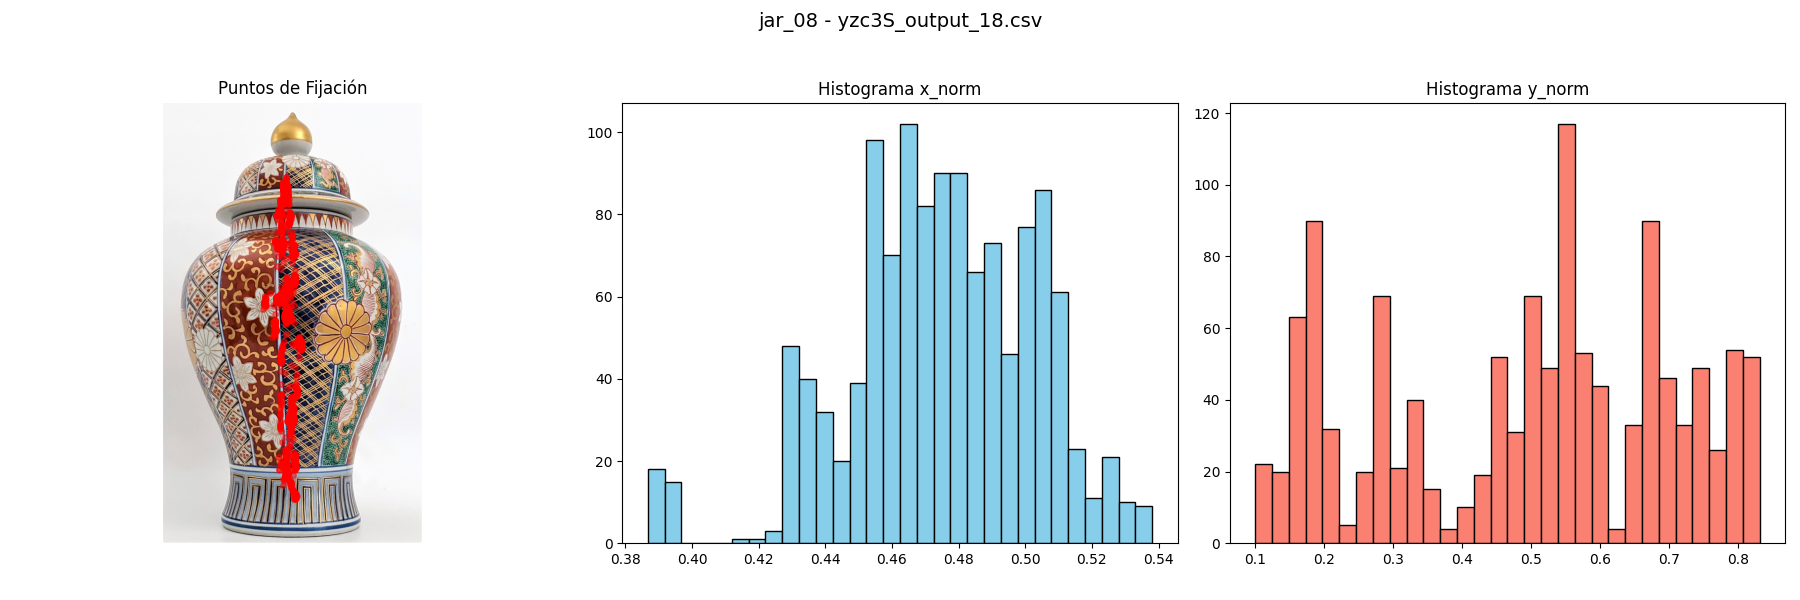 jar_08 - yzc3S_output_18.csv
Puntos de Fijación
Histograma x_norm
Histograma y_norm
100
80
60
40
20
0
0.38 0.40 0.42 0.44 0.46 0.48 0.50 0.52 0.54
120
100
80
60
40
20
0
0.1 0.2 0.3 0.4 0.5 0.6 0.7 0.8